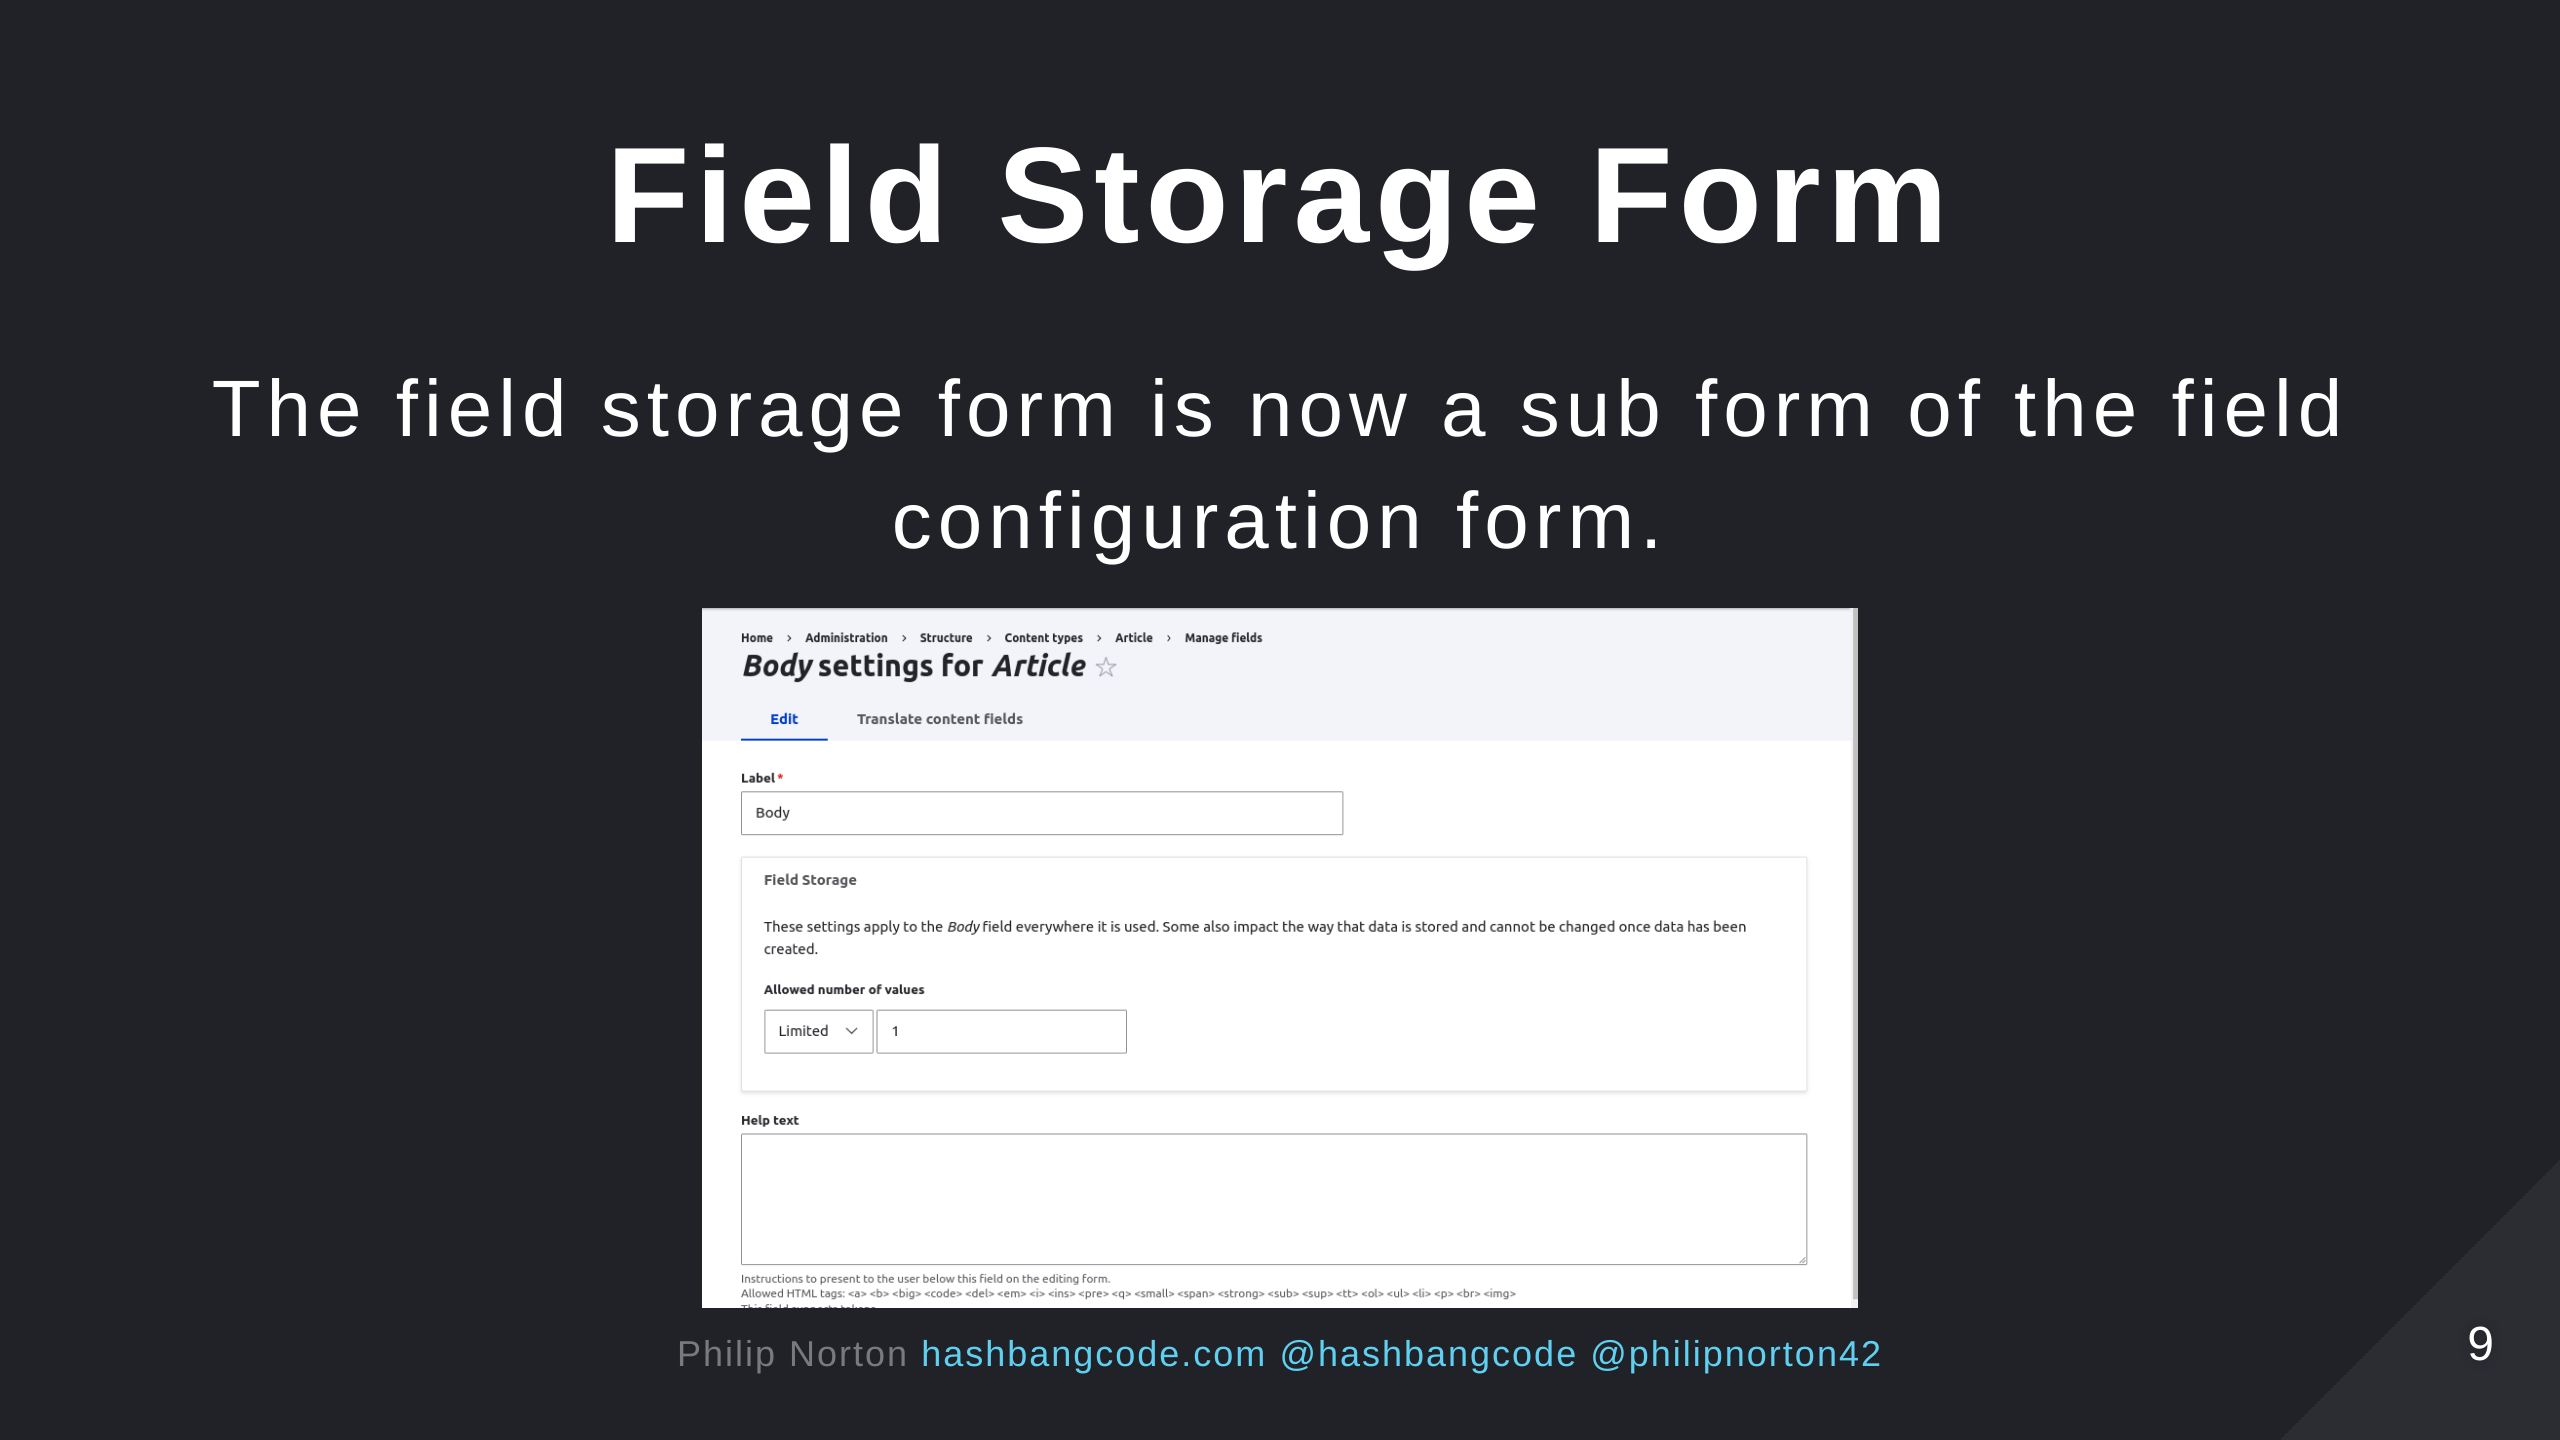 Field Storage Form
The field storage form is now a sub form of the field
configuration form.
Home › Administration › Structure › Content types › Article › Manage fields
Body settings for Article ☆
Edit Translate content fields
Label *
Body
Field Storage
These settings apply to the Body field everywhere it is used. Some also impact the way that data is stored and cannot be changed once data has been
created.
Allowed number of values
Limited 1
Help text
Instructions to present to the user below this field on the editing form.
Allowed HTML tags: <a> <b> <big> <code> <del> <em> <i> <ins> <pre> <q> <small> <span> <strong> <sub> <sup> <tt> <ol> <ul> <li> <p> <br> <img>
This field supports tokens.
Philip Norton hashbangcode.com @hashbangcode @philipnorton42
9